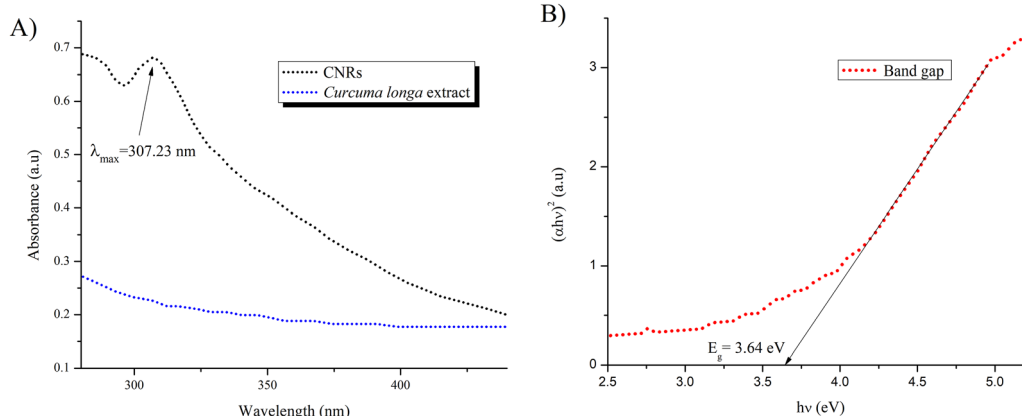 A)
0.7
0.6
0.5
0.4
0.3
0.2
0.1
Absorbance (a.u)
300
350
400
Wavelength (nm)
CNRs
Curcuma longa extract
λmax=307.23 nm
B)
3
2
1
0
(αhν)²(a.u)
2.5
3.0
3.5
4.0
4.5
5.0
hν (eV)
Band gap
Eg= 3.64 eV